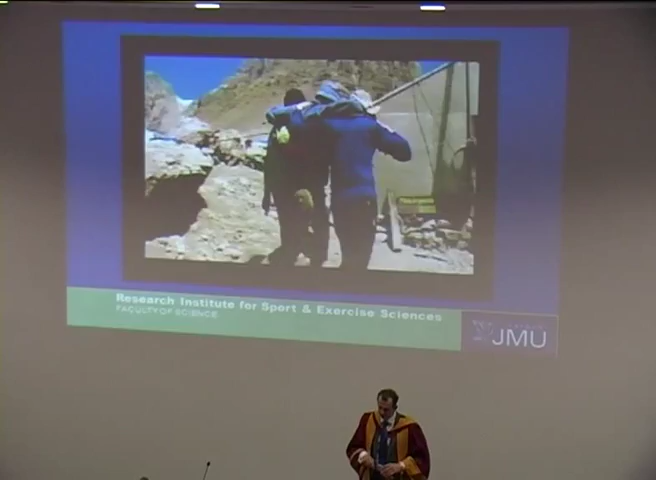 Research Institute for Sport & Exercise Sciences
FACULTY OF SCIENCE
JMU